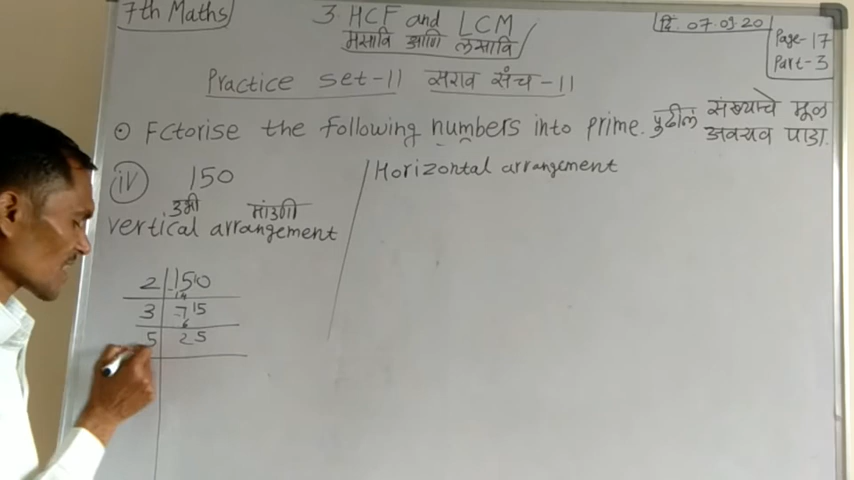 7th Maths
3. HCF and LCM
मसावि आणि लसावि
दि. 07.09.20
Page-17
Part-3
Practice set-11 सराव संच-11
⊙ Fctorise the following numbers into prime. पुढील संख्याचे मूळ
अवयव पाडा.
(iv) 150
Horizontal arrangement
उभी मांडणी
vertical arrangement
2 | 150
14
3 | 75
6
5 | 25